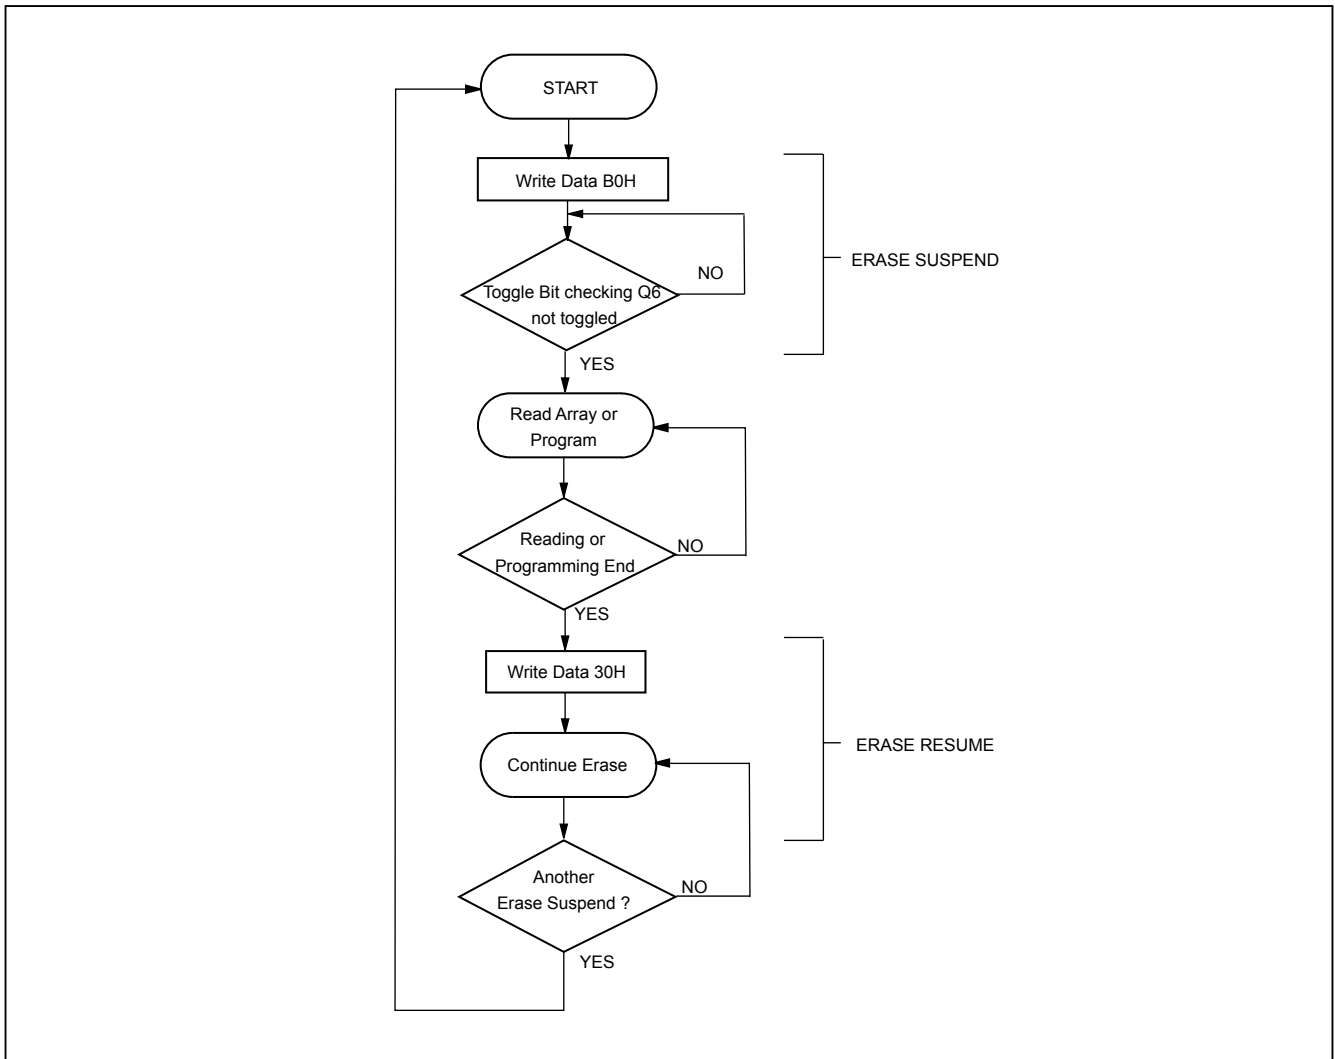 START
Write Data B0H
ERASE SUSPEND
NO
Toggle Bit checking Q6
not toggled
YES
Read Array or
Program
Reading or
Programming End
NO
YES
Write Data 30H
ERASE RESUME
Continue Erase
Another
Erase Suspend ?
NO
YES